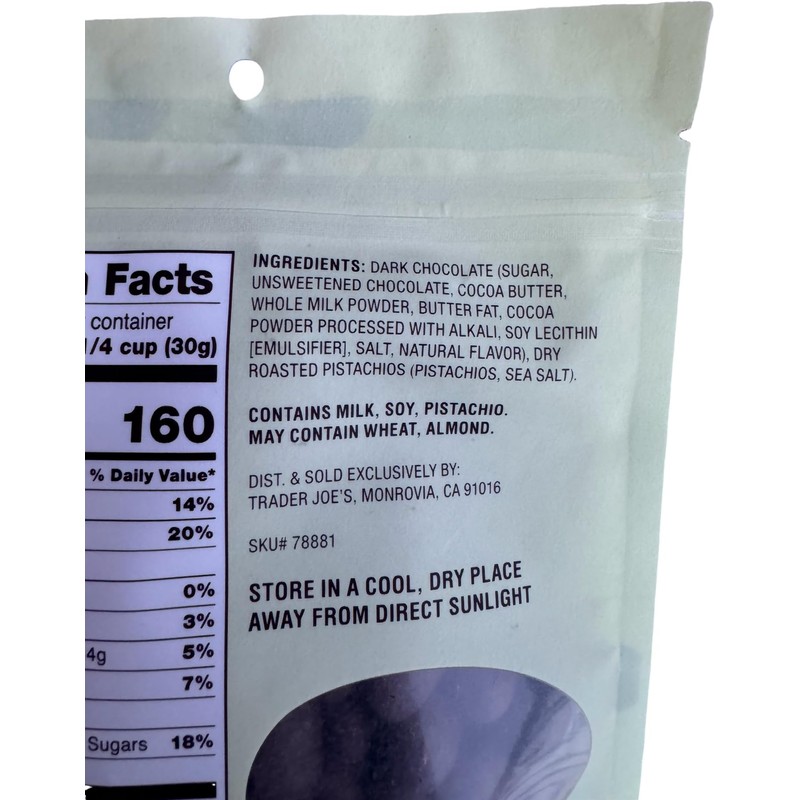 Facts
container
1/4 cup (30g)
160
% Daily Value*
14%
20%
0%
3%
4g 5%
7%
Sugars 18%
INGREDIENTS: DARK CHOCOLATE (SUGAR,
UNSWEETENED CHOCOLATE, COCOA BUTTER,
WHOLE MILK POWDER, BUTTER FAT, COCOA
POWDER PROCESSED WITH ALKALI, SOY LECITHIN
[EMULSIFIER], SALT, NATURAL FLAVOR), DRY
ROASTED PISTACHIOS (PISTACHIOS, SEA SALT).
CONTAINS MILK, SOY, PISTACHIO.
MAY CONTAIN WHEAT, ALMOND.
DIST. & SOLD EXCLUSIVELY BY:
TRADER JOE'S, MONROVIA, CA 91016
SKU# 78881
STORE IN A COOL, DRY PLACE
AWAY FROM DIRECT SUNLIGHT